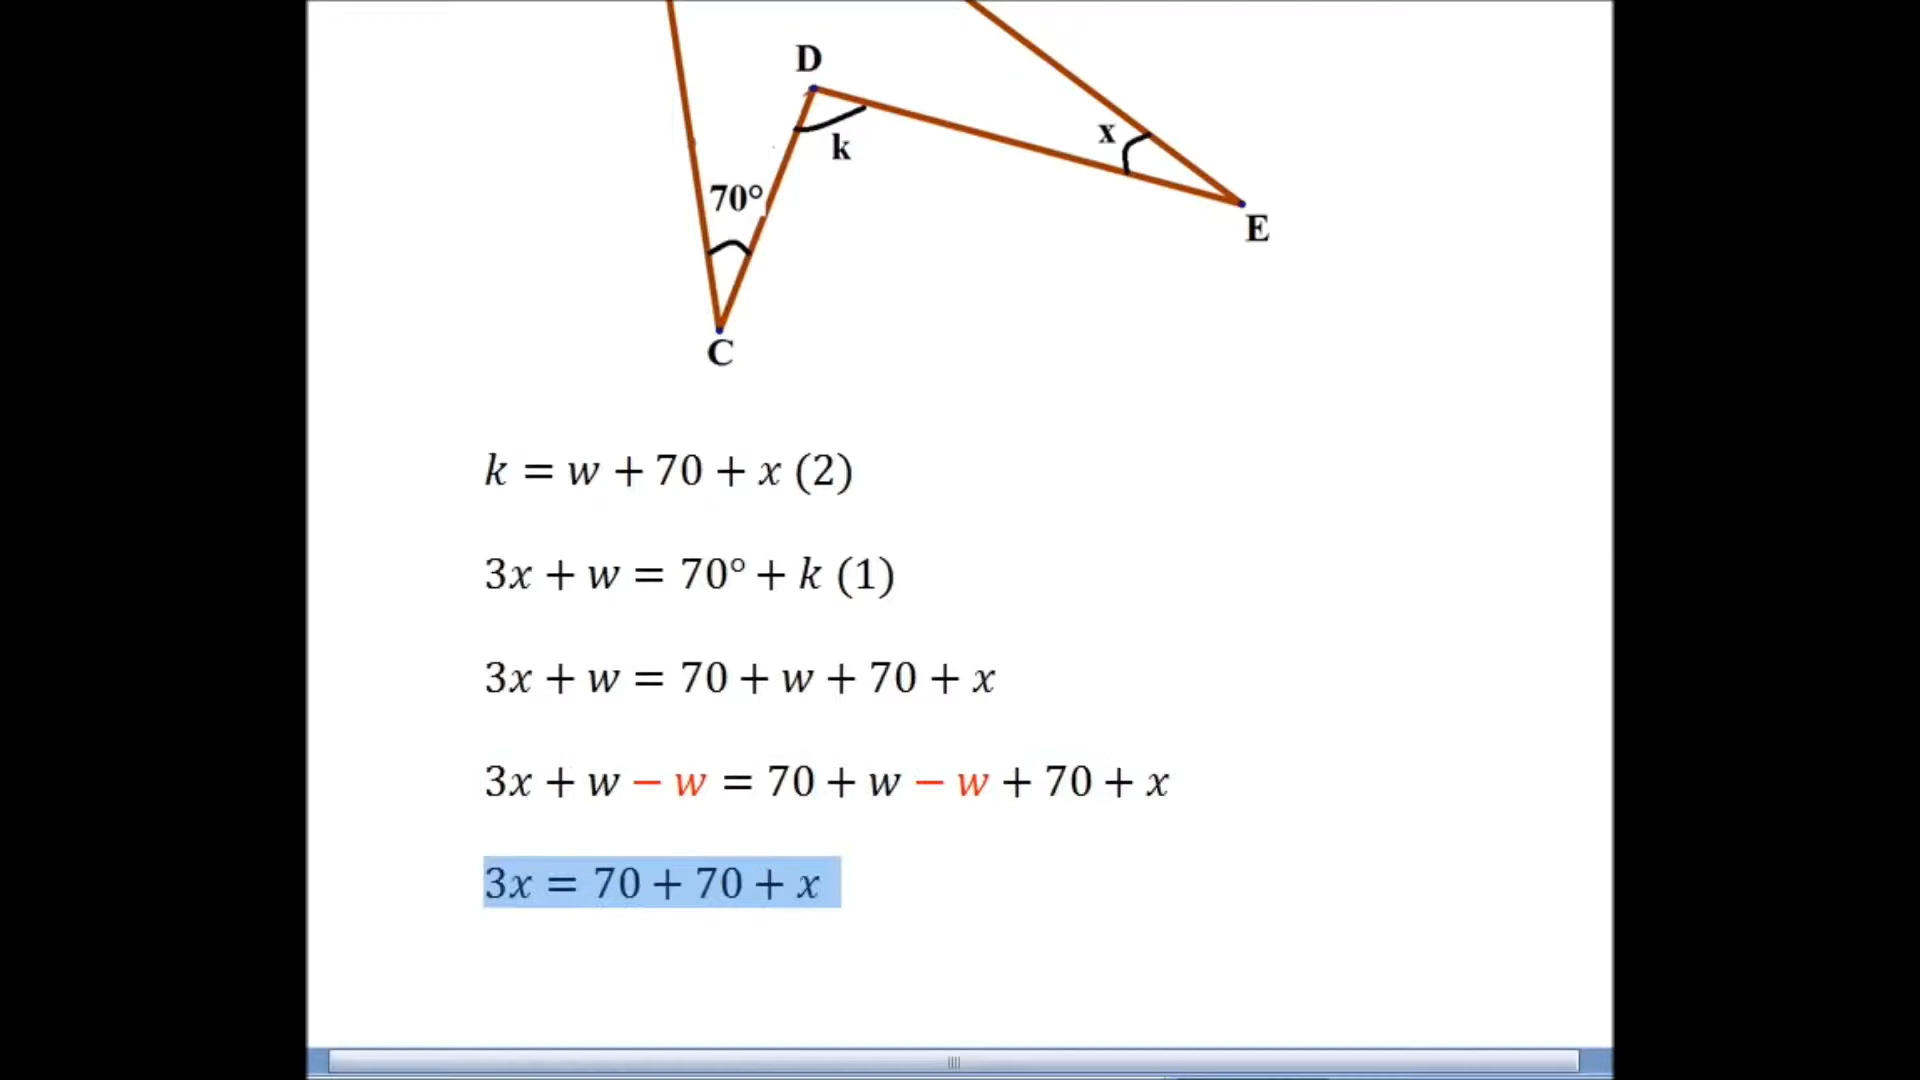 D
k
x
70°
E
C
k = w + 70 + x (2)
3x + w = 70° + k (1)
3x + w = 70 + w + 70 + x
3x + w − w = 70 + w − w + 70 + x
3x = 70 + 70 + x